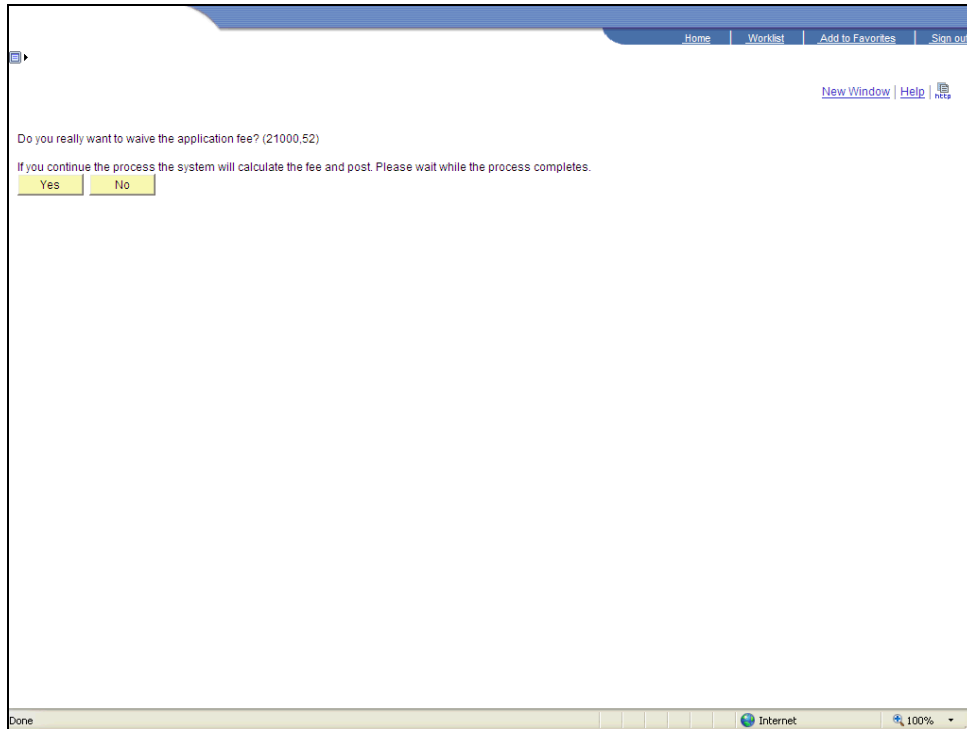 Home Worklist Add to Favorites Sign out
New Window Help http
Do you really want to waive the application fee? (21000,52)
If you continue the process the system will calculate the fee and post. Please wait while the process completes.
Yes No
Done Internet 100%